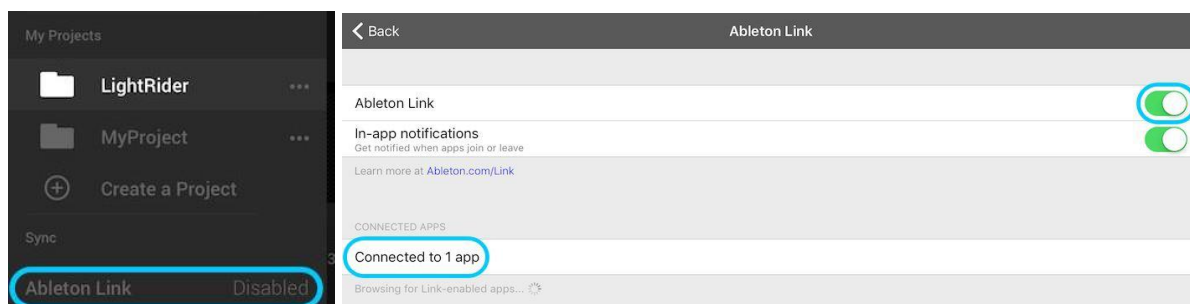 My Projects
LightRider
MyProject
Create a Project
Sync
Ableton Link Disabled
Back
Ableton Link
Ableton Link
In-app notifications
Get notified when apps join or leave
Learn more at Ableton.com/Link
CONNECTED APPS
Connected to 1 app
Browsing for Link-enabled apps...